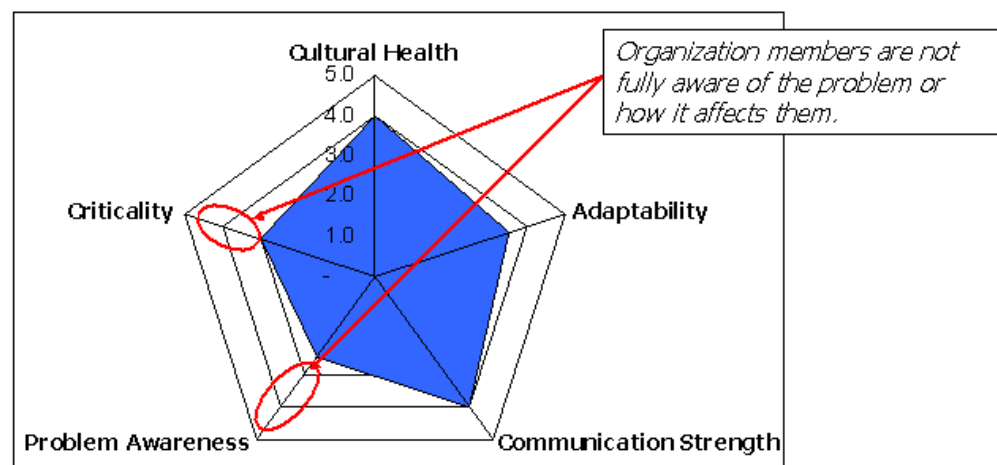 Cultural Health
Organization members are not
fully aware of the problem or
how it affects them.
5.0
4.0
3.0
2.0
1.0
-
Criticality
Adaptability
Problem Awareness
Communication Strength